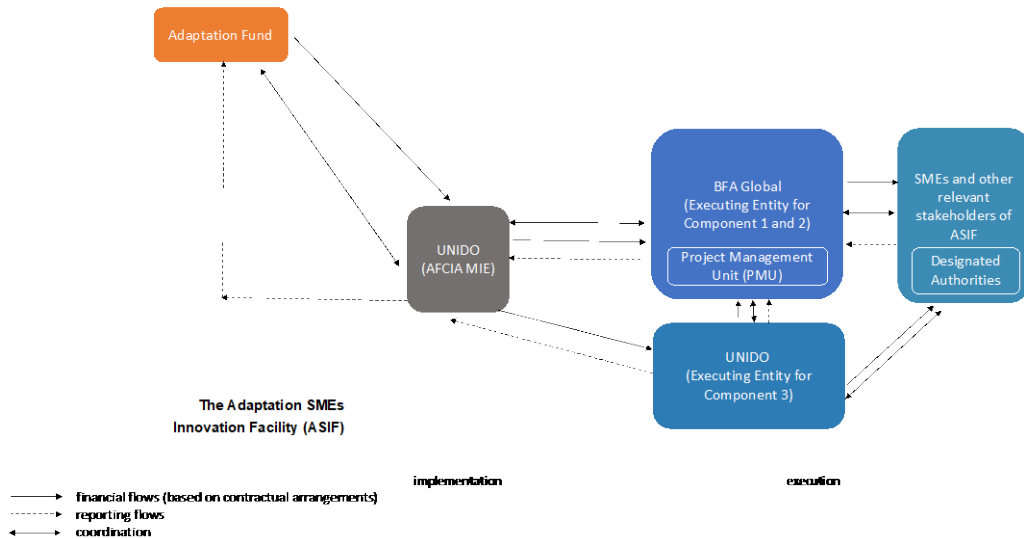 Adaptation Fund
UNIDO
(AFCIA MIE)
BFA Global
(Executing Entity for
Component 1 and 2)
Project Management
Unit (PMU)
SMEs and other
relevant
stakeholders of
ASIF
Designated
Authorities
UNIDO
(Executing Entity for
Component 3)
The Adaptation SMEs
Innovation Facility (ASIF)
implementation
execution
financial flows (based on contractual arrangements)
reporting flows
coordination